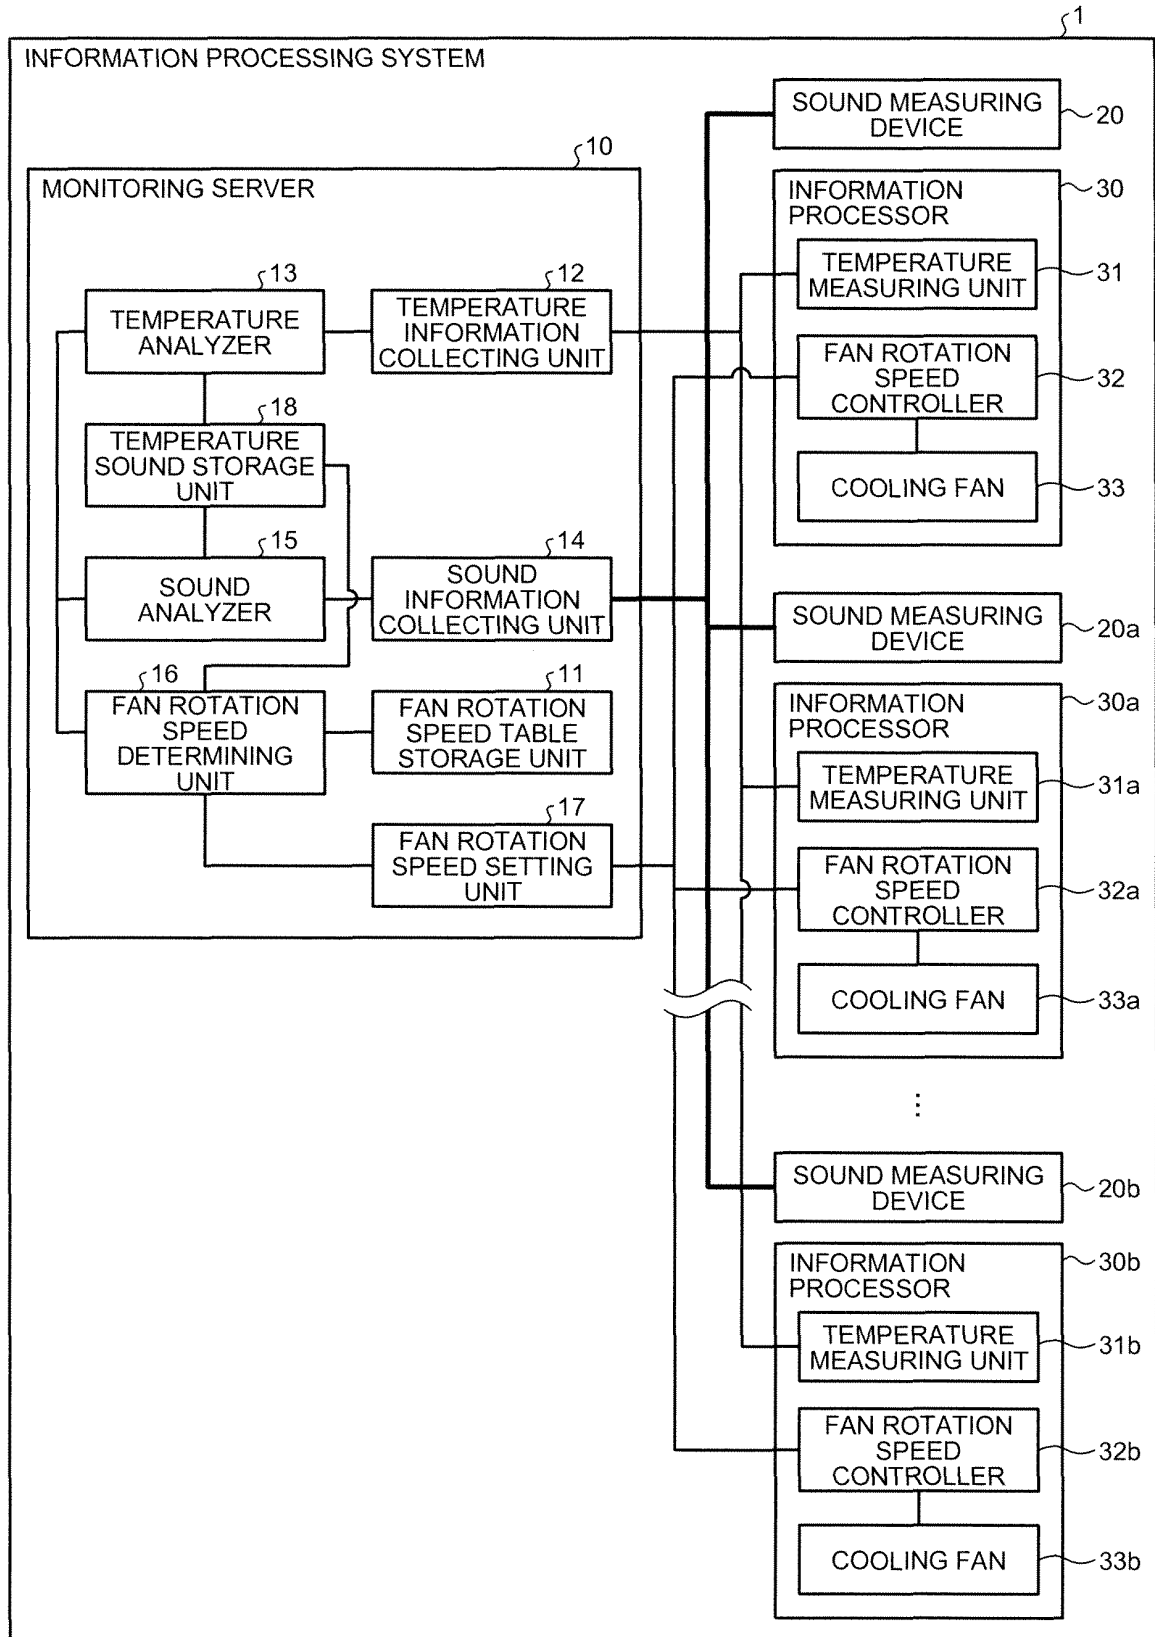 1
INFORMATION PROCESSING SYSTEM
10
MONITORING SERVER
13
TEMPERATURE
ANALYZER
12
TEMPERATURE
INFORMATION
COLLECTING UNIT
18
TEMPERATURE
SOUND STORAGE
UNIT
15
SOUND
ANALYZER
14
SOUND
INFORMATION
COLLECTING UNIT
16
FAN ROTATION
SPEED
DETERMINING
UNIT
11
FAN ROTATION
SPEED TABLE
STORAGE UNIT
17
FAN ROTATION
SPEED SETTING
UNIT
SOUND MEASURING
DEVICE
20
INFORMATION
PROCESSOR
30
TEMPERATURE
MEASURING UNIT
31
FAN ROTATION
SPEED
CONTROLLER
32
COOLING FAN
33
SOUND MEASURING
DEVICE
20a
INFORMATION
PROCESSOR
30a
TEMPERATURE
MEASURING UNIT
31a
FAN ROTATION
SPEED
CONTROLLER
32a
COOLING FAN
33a
⋮
SOUND MEASURING
DEVICE
20b
INFORMATION
PROCESSOR
30b
TEMPERATURE
MEASURING UNIT
31b
FAN ROTATION
SPEED
CONTROLLER
32b
COOLING FAN
33b